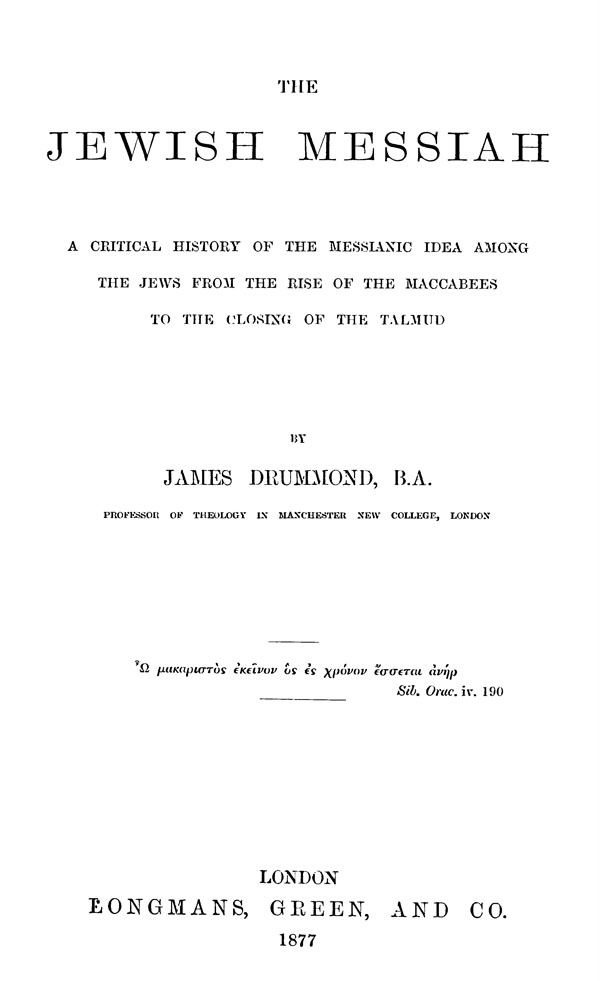 THE
JEWISH MESSIAH
A CRITICAL HISTORY OF THE MESSIANIC IDEA AMONG
THE JEWS FROM THE RISE OF THE MACCABEES
TO THE CLOSING OF THE TALMUD
BY
JAMES DRUMMOND, B.A.
PROFESSOR OF THEOLOGY IN MANCHESTER NEW COLLEGE, LONDON
Ὦ μακαριστὸς ἐκεῖνον ὃς ἐς χρόνον ἔσσεται ἀνήρ
Sib. Orac. iv. 190
LONDON
LONGMANS, GREEN, AND CO.
1877